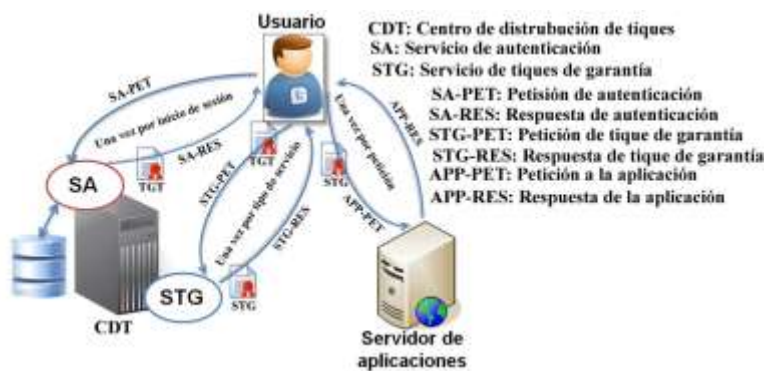 Usuario
CDT: Centro de distrubución de tiques
SA: Servicio de autenticación
STG: Servicio de tiques de garantía
SA-PET: Petisión de autenticación
SA-RES: Respuesta de autenticación
STG-PET: Petición de tique de garantía
STG-RES: Respuesta de tique de garantía
APP-PET: Petición a la aplicación
APP-RES: Respuesta de la aplicación
SA-PET
Una vez por inicio de sesión
SA-RES
TGT
SA
STG-PET
TGT
Una vez por tipo de servicio
STG-RES
STG
STG
CDT
STG
Una vez por petición
APP-RES
APP-PET
Servidor de
aplicaciones